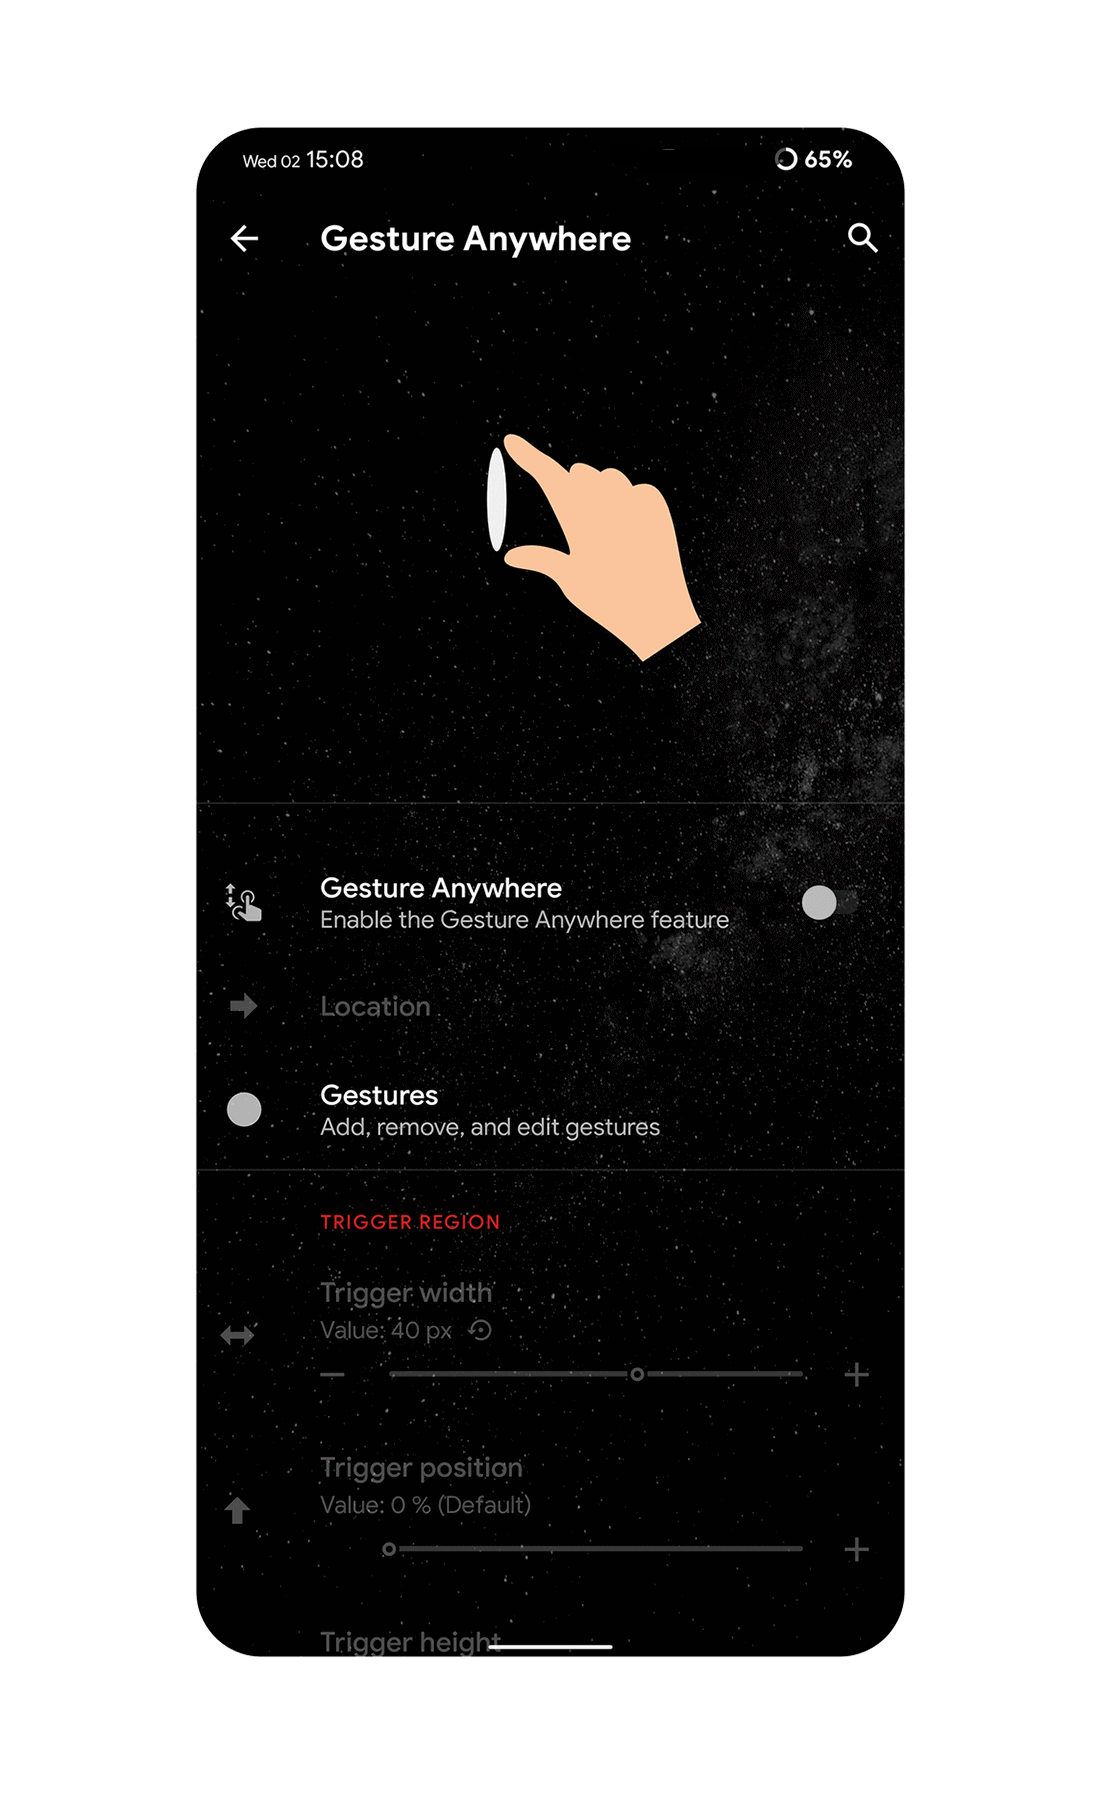 Wed 02 15:08
65%
Gesture Anywhere
Gesture Anywhere
Enable the Gesture Anywhere feature
Location
Gestures
Add, remove, and edit gestures
TRIGGER REGION
Trigger width
Value: 40 px
Trigger position
Value: 0 % (Default)
Trigger height